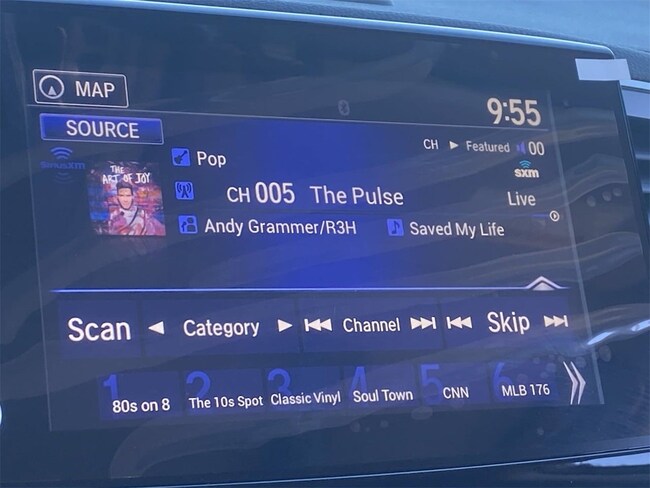 MAP
9:55
SOURCE
CH ► Featured 00
SiriusXM
Pop
sxm
THE ART OF JOY
CH 005 The Pulse
Live
Andy Grammer/R3H
Saved My Life
Scan ◄ Category ► Channel Skip
1 2 3 4 5 6
80s on 8 The 10s Spot Classic Vinyl Soul Town CNN MLB 176